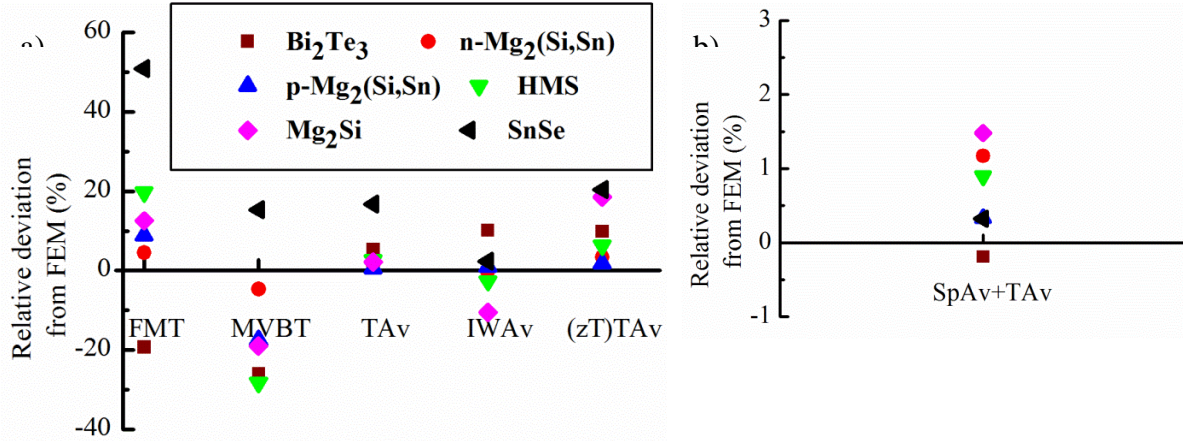 a)
60
40
20
0
-20
-40
Relative deviation
from FEM (%)
Bi2Te3
n-Mg2(Si,Sn)
p-Mg2(Si,Sn)
HMS
Mg2Si
SnSe
FMT
MVBT
TAv
IWAv
(zT)TAv
b)
3
2
1
0
-1
Relative deviation
from FEM (%)
SpAv+TAv